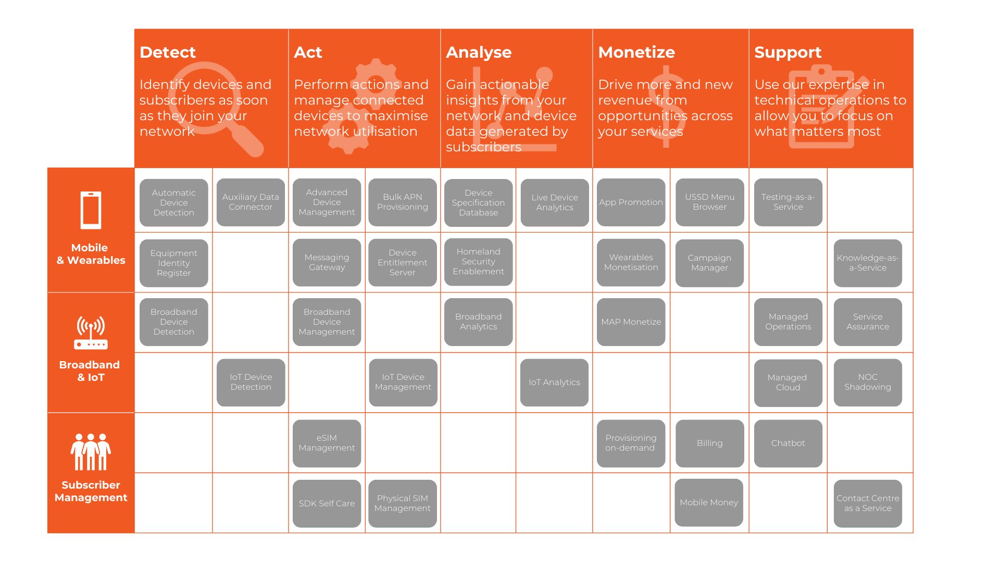 Detect
Identify devices and
subscribers as soon
as they join your
network
Act
Perform actions and
manage connected
devices to maximise
network utilisation
Analyse
Gain actionable
insights from your
network and device
data generated by
subscribers
Monetize
Drive more and new
revenue from
opportunities across
your services
Support
Use our expertise in
technical operations to
allow you to focus on
what matters most
Mobile
& Wearables
Automatic
Device
Detection
Auxiliary Data
Connector
Advanced
Device
Management
Bulk APN
Provisioning
Device
Specification
Database
Live Device
Analytics
App Promotion
USSD Menu
Browser
Testing-as-a-
Service
Equipment
Identity
Register
Messaging
Gateway
Device
Entitlement
Server
Homeland
Security
Enablement
Wearables
Monetisation
Campaign
Manager
Knowledge-as-
a-Service
Broadband
& IoT
Broadband
Device
Detection
Broadband
Device
Management
Broadband
Analytics
MAP Monetize
Managed
Operations
Service
Assurance
IoT Device
Detection
IoT Device
Management
IoT Analytics
Managed
Cloud
NOC
Shadowing
Subscriber
Management
eSIM
Management
Provisioning
on-demand
Billing
Chatbot
SDK Self Care
Physical SIM
Management
Mobile Money
Contact Centre
as a Service